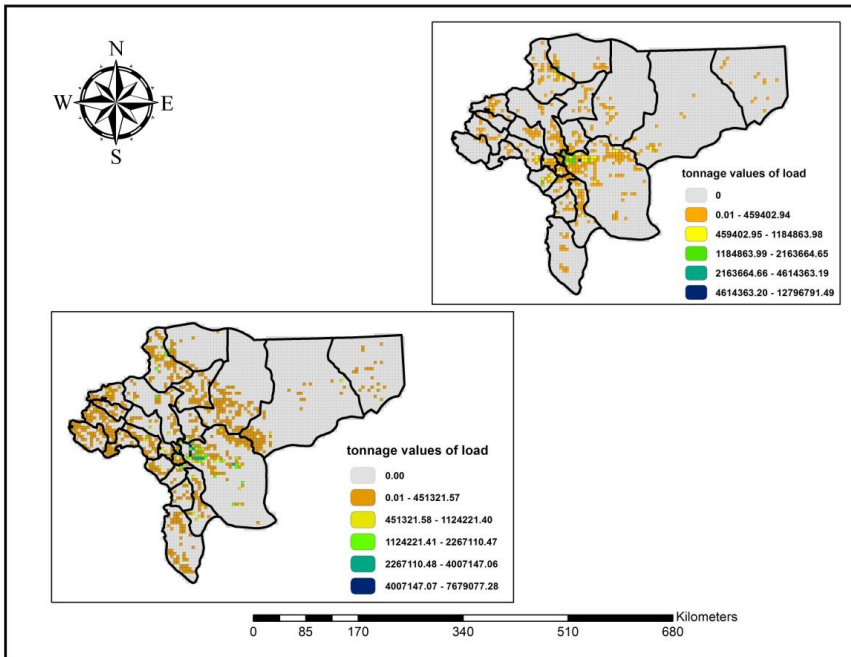 N
W
E
S
tonnage values of load
0
0.01 - 459402.94
459402.95 - 1184863.98
1184863.99 - 2163664.65
2163664.66 - 4614363.19
4614363.20 - 12796791.49
tonnage values of load
0.00
0.01 - 451321.57
451321.58 - 1124221.40
1124221.41 - 2267110.47
2267110.48 - 4007147.06
4007147.07 - 7679077.28
Kilometers
0 85 170 340 510 680